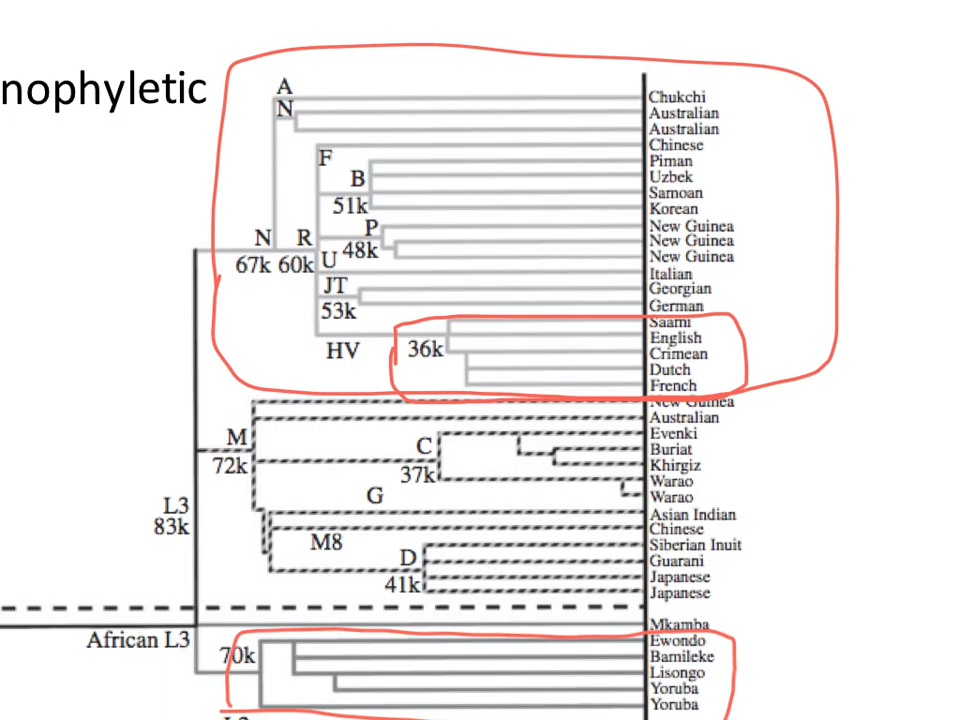 nophyletic
A
Chukchi
N
Australian
Australian
Chinese
F
Piman
B
Uzbek
51k
Samoan
Korean
P
New Guinea
N
R
48k
New Guinea
67k
60k
U
New Guinea
Italian
JT
Georgian
53k
German
Saami
HV
36k
English
Crimean
Dutch
French
New Guinea
Australian
M
C
Evenki
72k
37k
Buriat
Khirgiz
G
Warao
Warao
L3
83k
Asian Indian
M8
Chinese
D
Siberian Inuit
41k
Guarani
Japanese
Japanese
African L3
Mkamba
70k
Ewondo
Bamileke
Lisongo
Yoruba
Yoruba